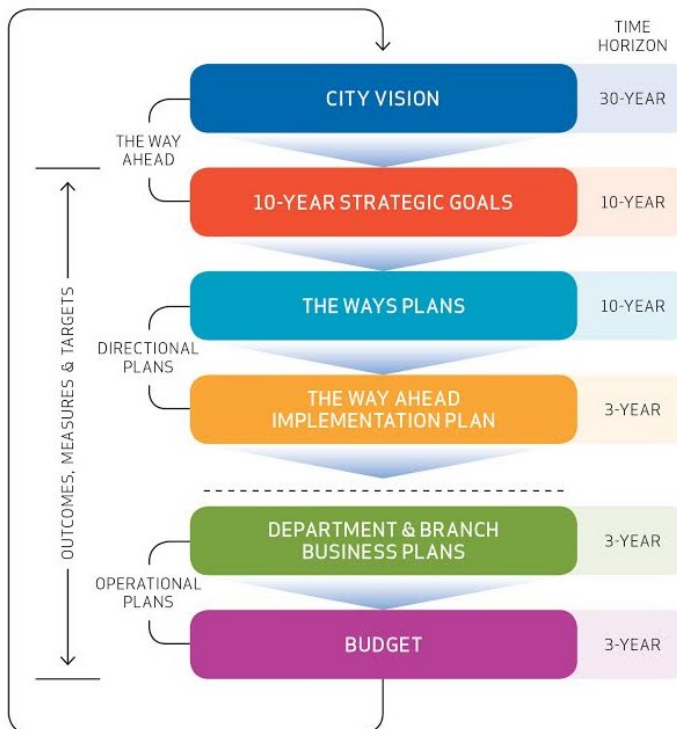 TIME
HORIZON
CITY VISION
30-YEAR
THE WAY
AHEAD
10-YEAR STRATEGIC GOALS
10-YEAR
THE WAYS PLANS
10-YEAR
DIRECTIONAL
PLANS
THE WAY AHEAD
IMPLEMENTATION PLAN
3-YEAR
OUTCOMES, MEASURES & TARGETS
DEPARTMENT & BRANCH
BUSINESS PLANS
3-YEAR
OPERATIONAL
PLANS
BUDGET
3-YEAR